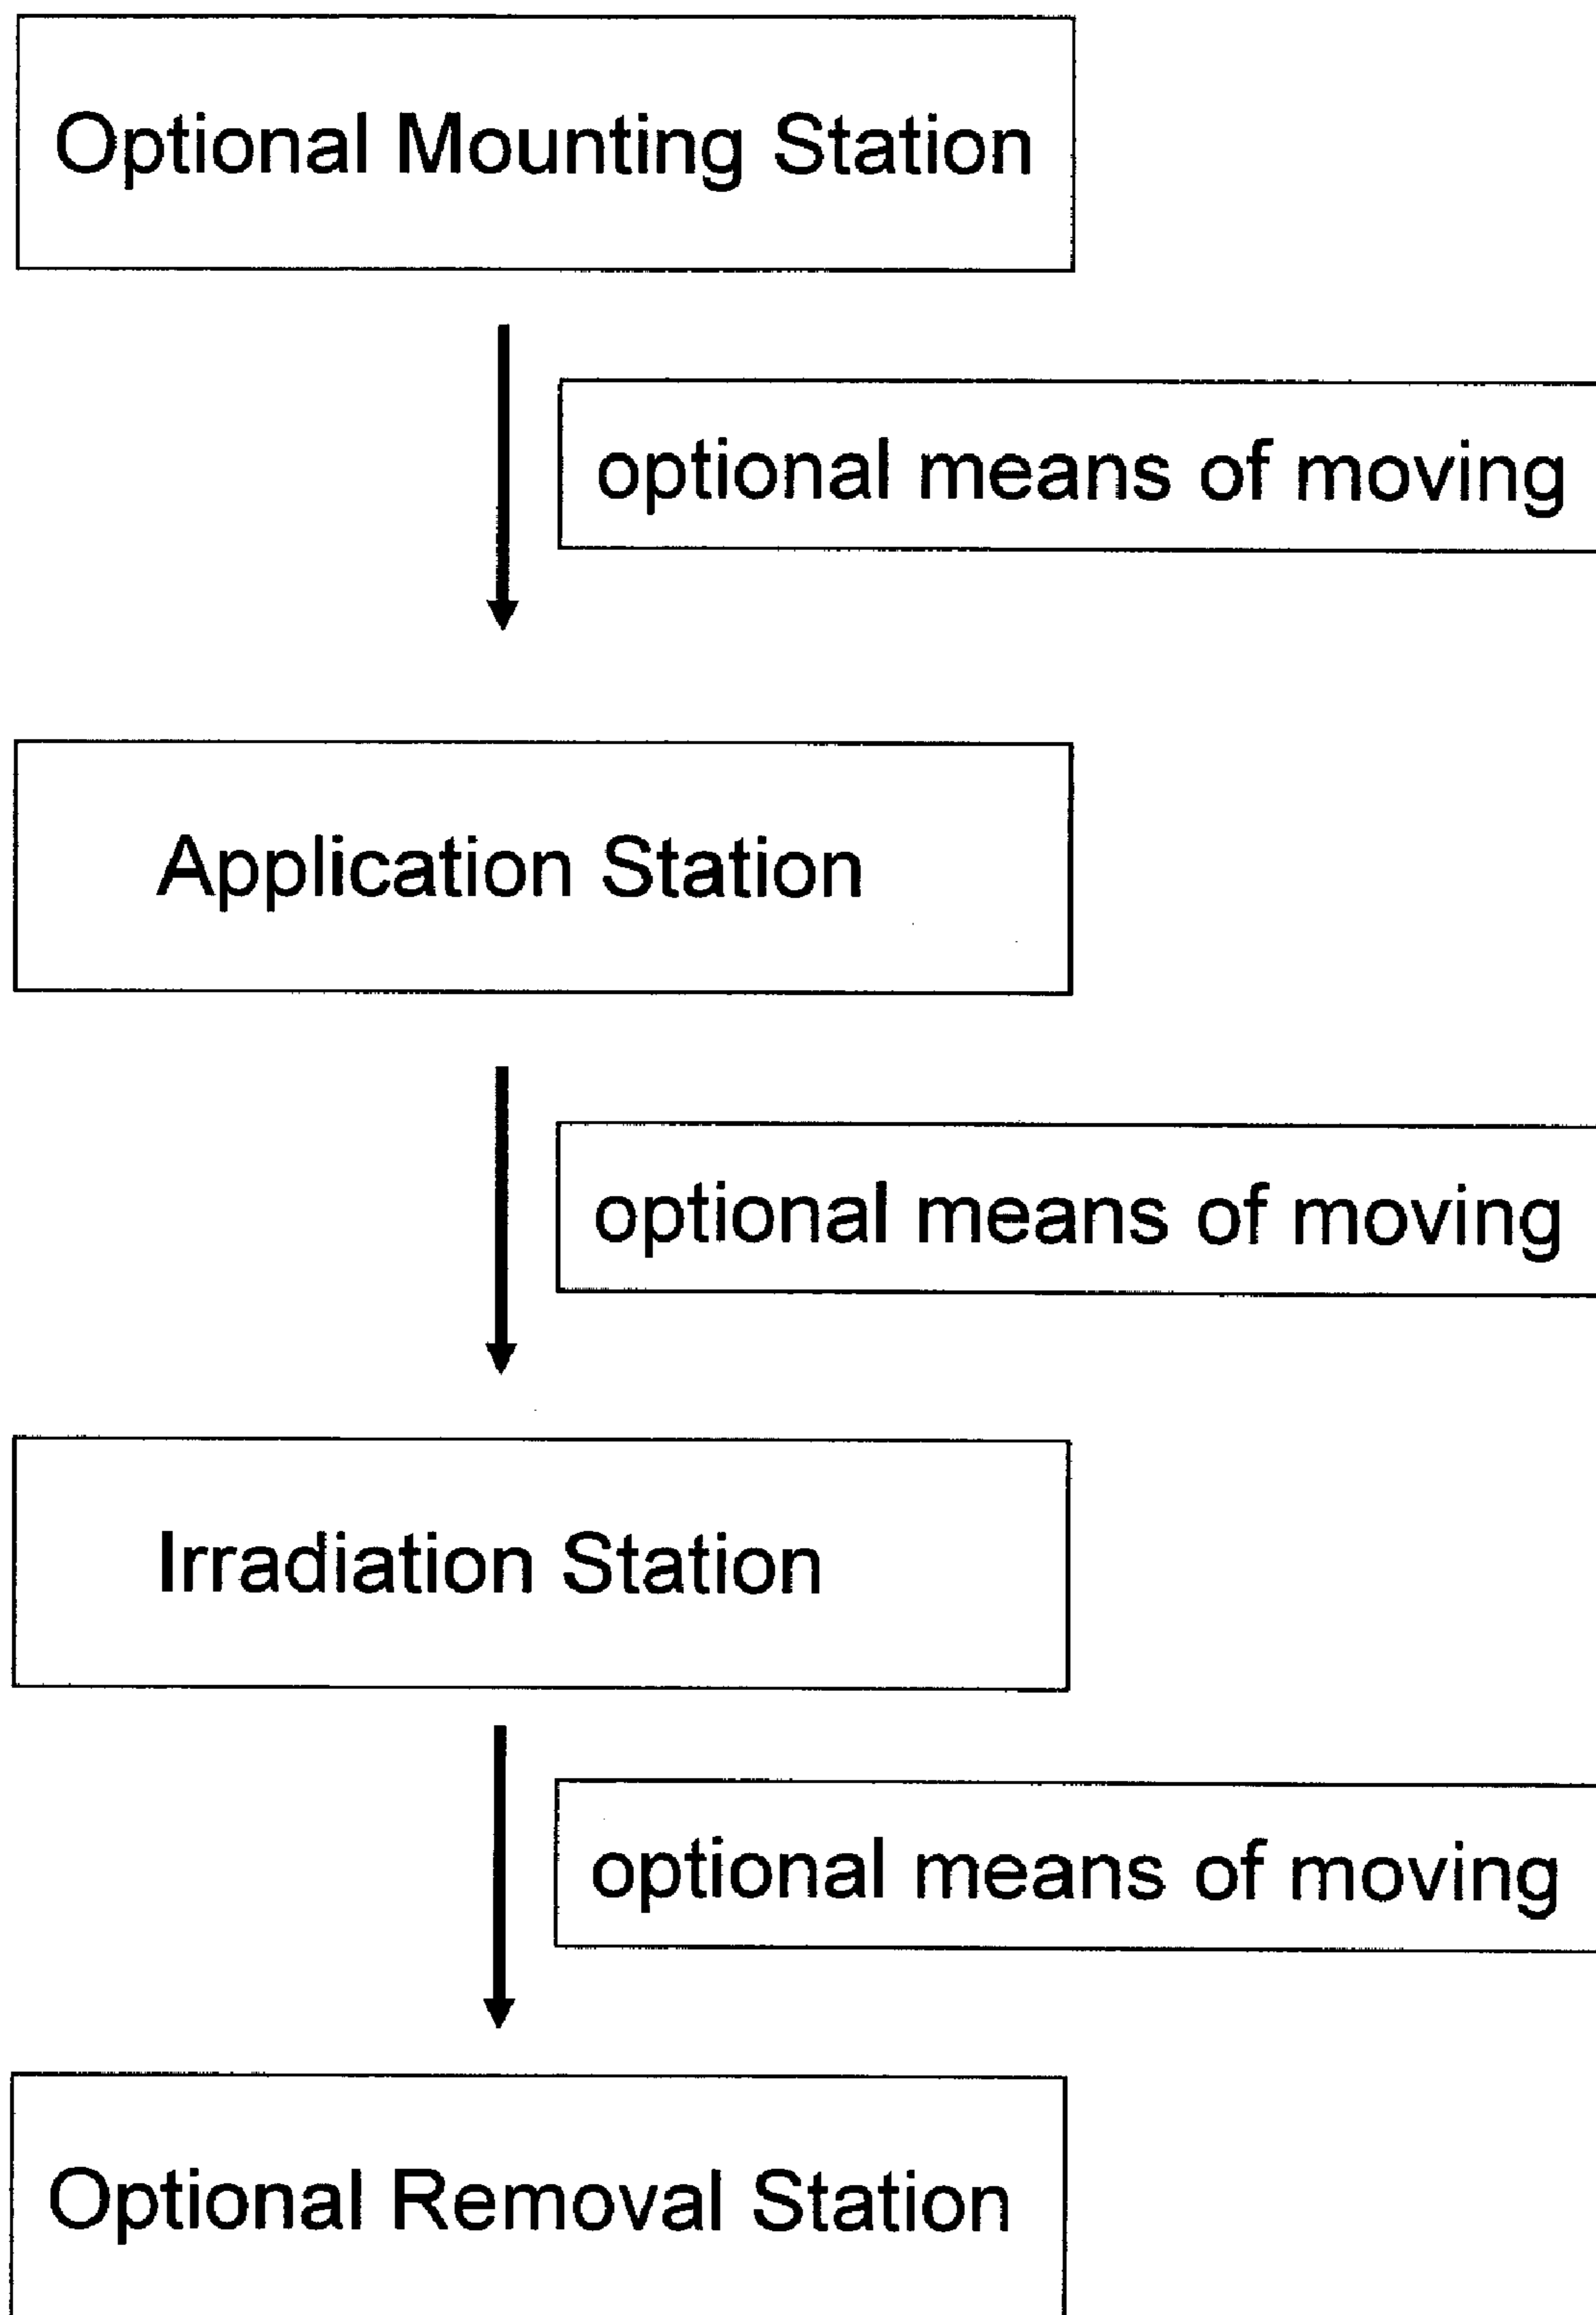 Optional Mounting Station
optional means of moving
Application Station
optional means of moving
Irradiation Station
optional means of moving
Optional Removal Station